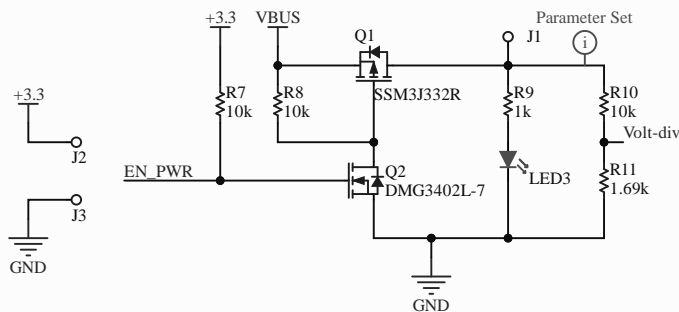 Parameter Set
i
+3.3
VBUS
Q1
J1
R7
10k
R8
10k
SSM3J332R
R9
1k
R10
10k
+3.3
J2
Volt-div
EN_PWR
Q2
DMG3402L-7
LED3
R11
1.69k
J3
GND
GND